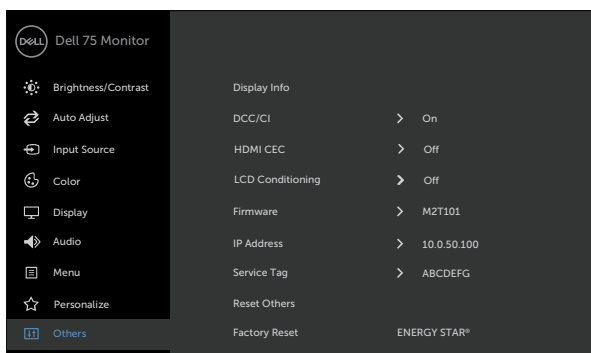 DELL Dell 75 Monitor
Brightness/Contrast Display Info
Auto Adjust DCC/CI > On
Input Source HDMI CEC > Off
Color LCD Conditioning > Off
Display Firmware > M2T101
Audio IP Address > 10.0.50.100
Menu Service Tag > ABCDEFG
Personalize Reset Others
Others Factory Reset ENERGY STAR®